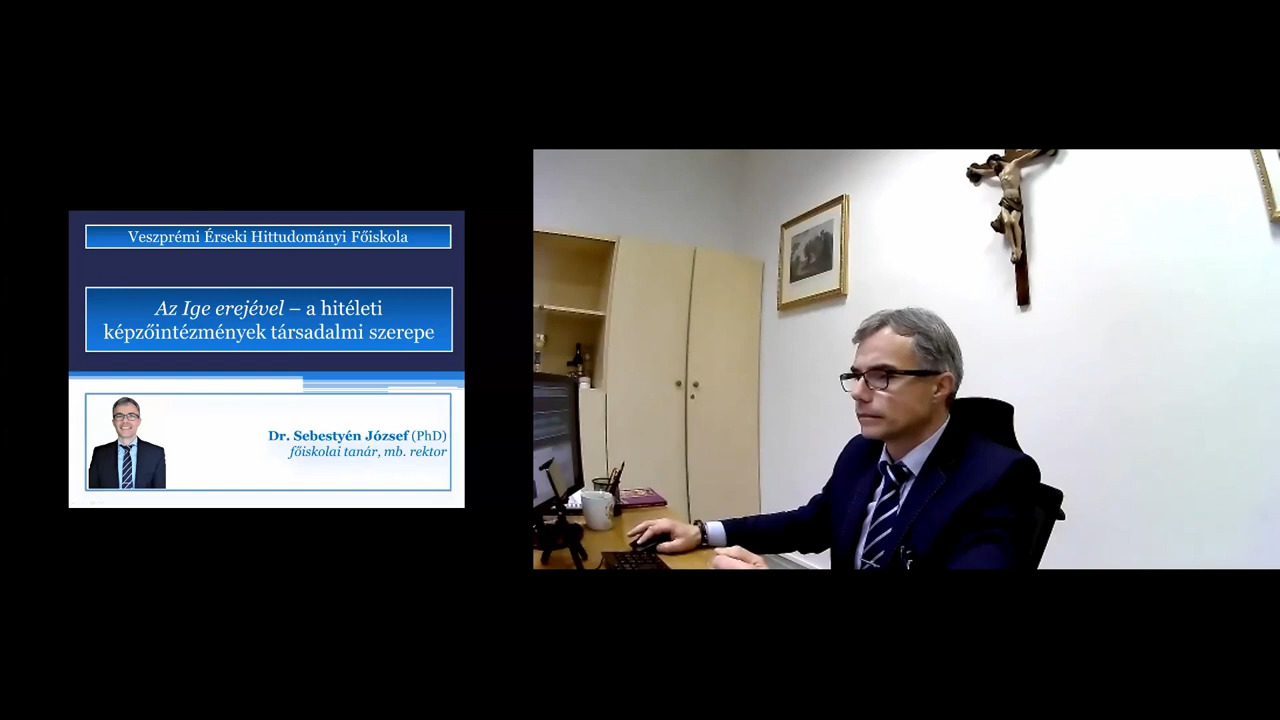 Veszprémi Érseki Hittudományi Főiskola
Az Ige erejével – a hitéleti
képzőintézmények társadalmi szerepe
Dr. Sebestyén József (PhD)
főiskolai tanár, mb. rektor